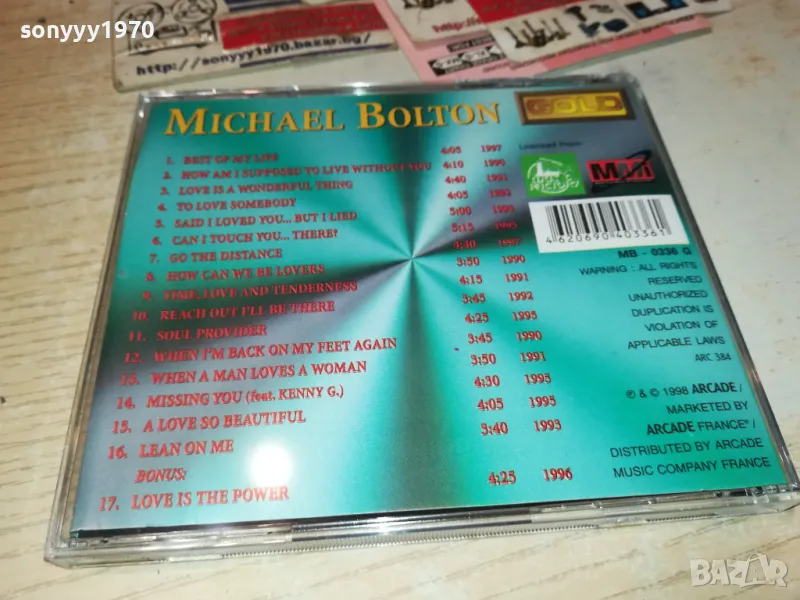 sonyyy1970
http://sonyyy1970.bazar.bg/
MICHAEL BOLTON
GOLD
Licensed From:
1. BEST OF MY LIFE 4:05 1997
2. HOW AM I SUPPOSED TO LIVE WITHOUT YOU 4:10 1990
3. LOVE IS A WONDERFUL THING 4:40 1991
4. TO LOVE SOMEBODY 4:05 1992
5. SAID I LOVED YOU... BUT I LIED 5:00 1993
6. CAN I TOUCH YOU... THERE? 5:15 1995
7. GO THE DISTANCE 4:40 1997
8. HOW CAN WE BE LOVERS 3:50 1990
9. TIME, LOVE AND TENDERNESS 4:15 1991
10. REACH OUT I'LL BE THERE 3:45 1992
11. SOUL PROVIDER 4:25 1995
12. WHEN I'M BACK ON MY FEET AGAIN 3:45 1990
13. WHEN A MAN LOVES A WOMAN 3:50 1991
14. MISSING YOU (feat. KENNY G.) 4:30 1995
15. A LOVE SO BEAUTIFUL 4:05 1995
16. LEAN ON ME 3:40 1993
BONUS:
17. LOVE IS THE POWER 4:25 1996
4 620690 403361
MB - 0336 G
WARNING : ALL RIGHTS
RESERVED
UNAUTHORIZED
DUPLICATION IS
VIOLATION OF
APPLICABLE LAWS
ARC 384
℗ & © 1998 ARCADE /
MARKETED BY
ARCADE FRANCE" /
DISTRIBUTED BY ARCADE
MUSIC COMPANY FRANCE
BAZAR